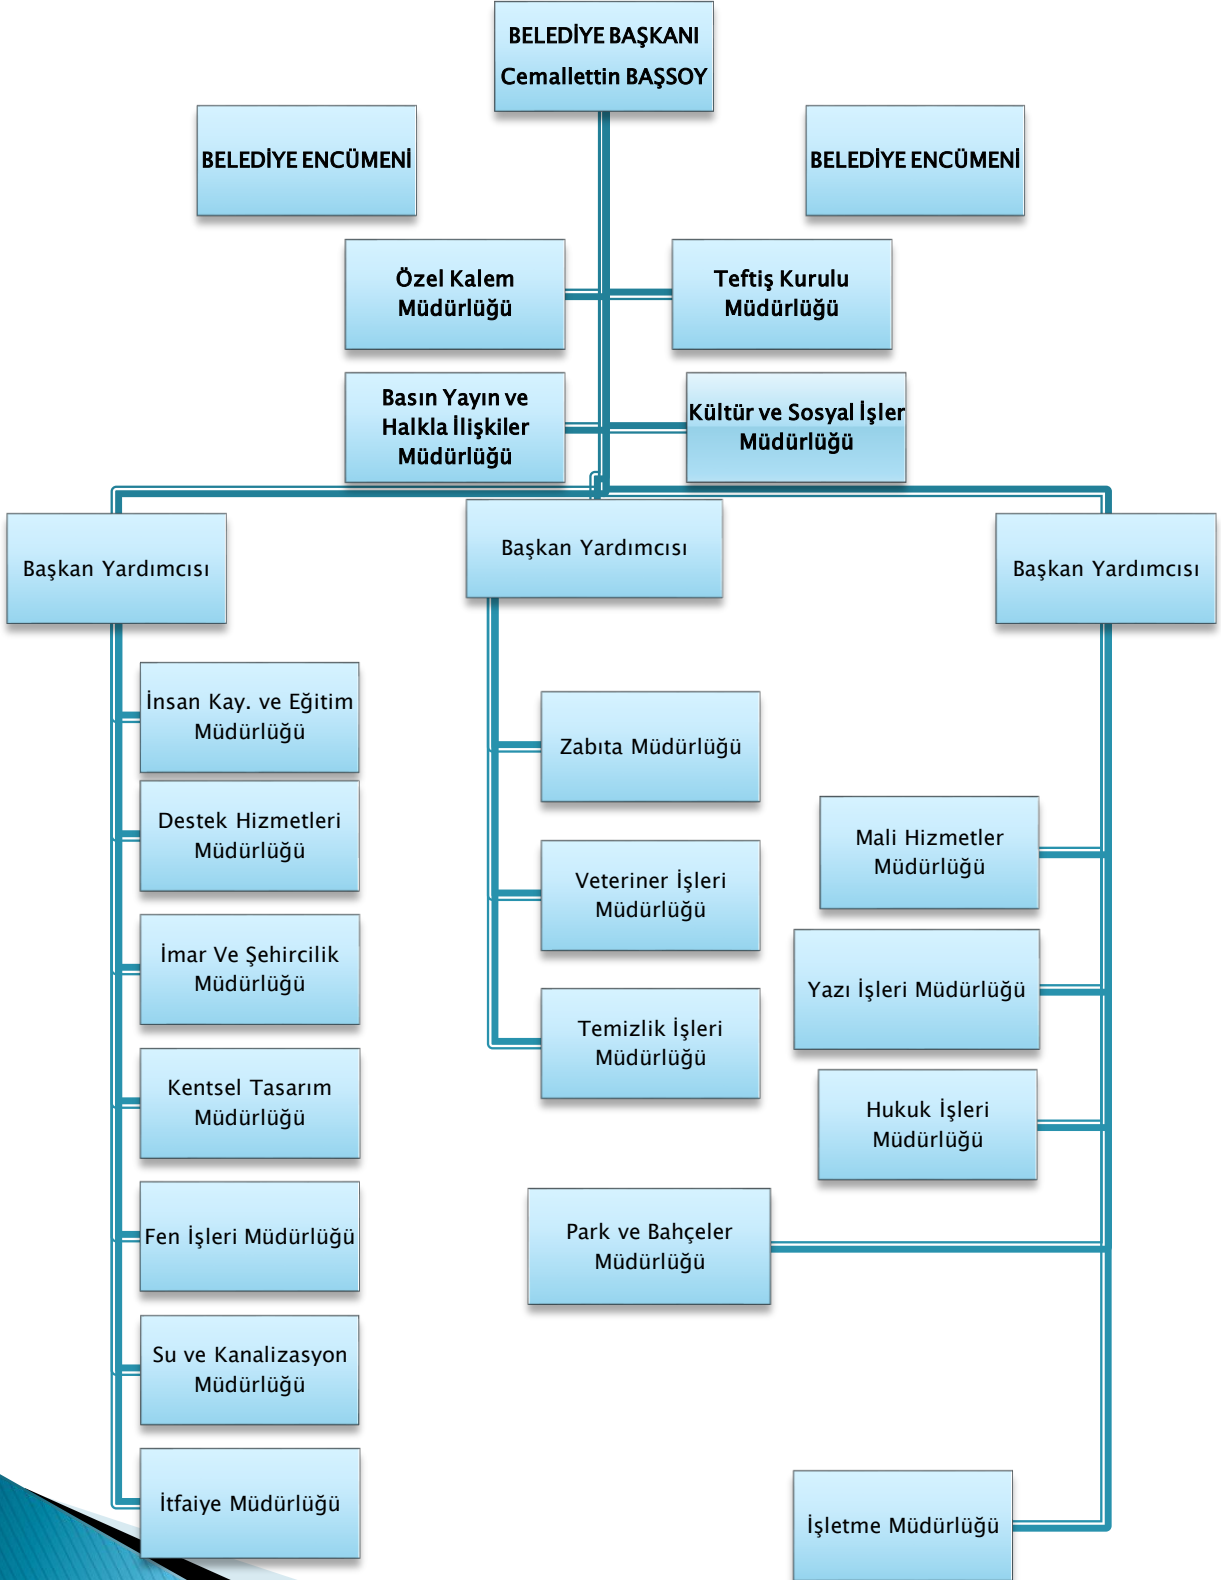 BELEDİYE BAŞKANI
Cemallettin BAŞSOY
BELEDİYE ENCÜMENİ
BELEDİYE ENCÜMENİ
Özel Kalem
Müdürlüğü
Teftiş Kurulu
Müdürlüğü
Basın Yayın ve
Halkla İlişkiler
Müdürlüğü
Kültür ve Sosyal İşler
Müdürlüğü
Başkan Yardımcısı
Başkan Yardımcısı
Başkan Yardımcısı
İnsan Kay. ve Eğitim
Müdürlüğü
Destek Hizmetleri
Müdürlüğü
İmar Ve Şehircilik
Müdürlüğü
Kentsel Tasarım
Müdürlüğü
Fen İşleri Müdürlüğü
Su ve Kanalizasyon
Müdürlüğü
İtfaiye Müdürlüğü
Zabıta Müdürlüğü
Veteriner İşleri
Müdürlüğü
Temizlik İşleri
Müdürlüğü
Mali Hizmetler
Müdürlüğü
Yazı İşleri Müdürlüğü
Hukuk İşleri
Müdürlüğü
Park ve Bahçeler
Müdürlüğü
İşletme Müdürlüğü